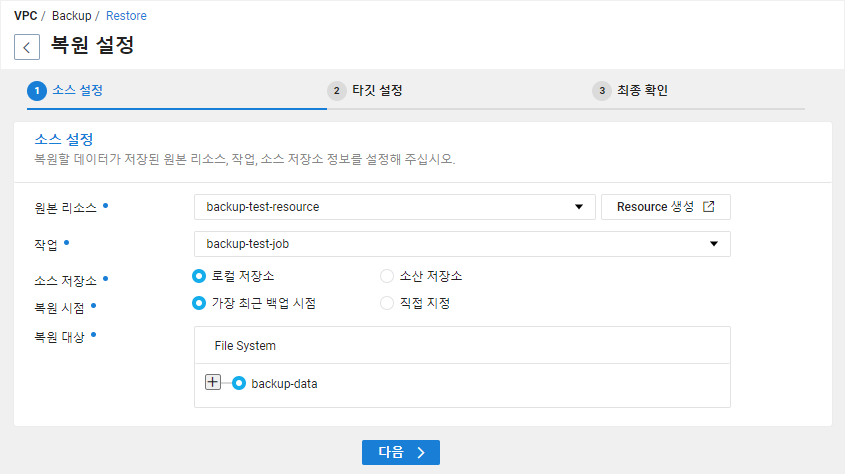 VPC / Backup / Restore
복원 설정
1 소스 설정 2 타깃 설정 3 최종 확인
소스 설정
복원할 데이터가 저장된 원본 리소스, 작업, 소스 저장소 정보를 설정해 주십시오.
원본 리소스 backup-test-resource Resource 생성
작업 backup-test-job
소스 저장소 로컬 저장소 소산 저장소
복원 시점 가장 최근 백업 시점 직접 지정
복원 대상 File System
backup-data
다음